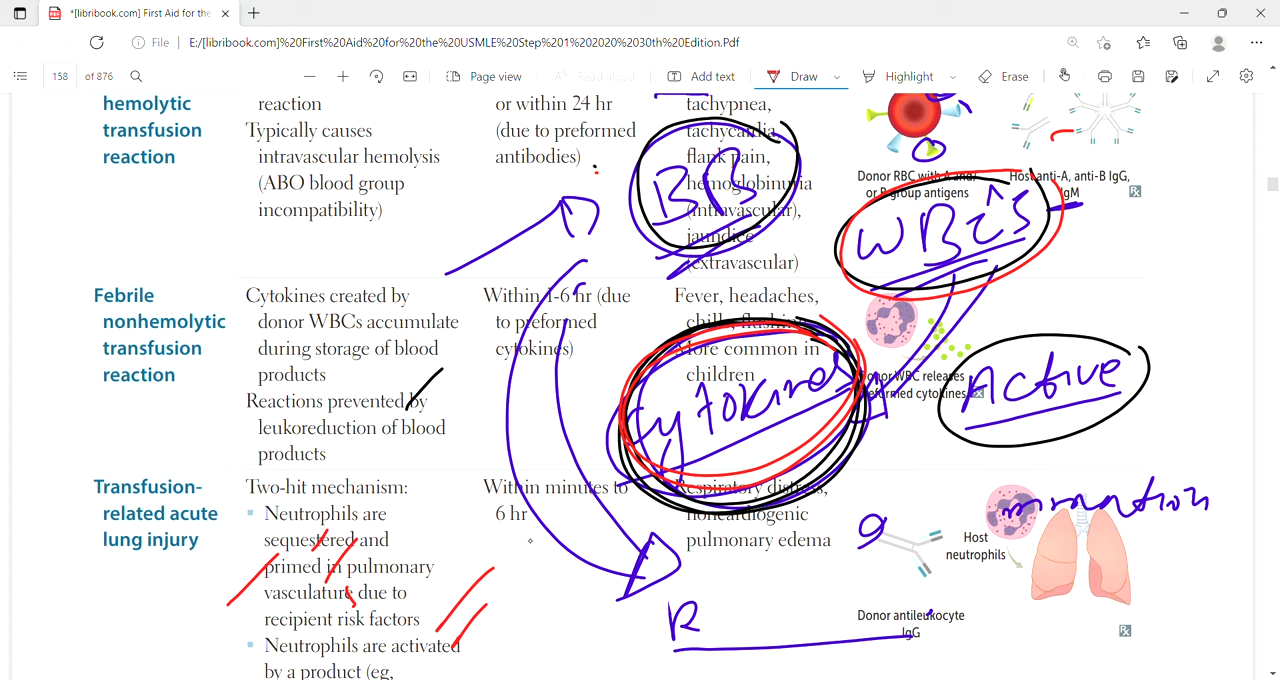 *[libribook.com] First Aid for the
File
E:/[libribook.com]%20First%20Aid%20for%20the%20USMLE%20Step%201%202020%2030th%20Edition.Pdf
158
of 876
Page view
Read aloud
Add text
Draw
Highlight
Erase
hemolytic
transfusion
reaction
reaction
Typically causes
intravascular hemolysis
(ABO blood group
incompatibility)
or within 24 hr
(due to preformed
antibodies)
tachypnea,
tachycardia,
flank pain,
hemoglobinuria
(intravascular),
jaundice
(extravascular)
BB
Donor RBC with A and/
or B group antigens
Host anti-A, anti-B IgG,
IgM
WBC's
Febrile
nonhemolytic
transfusion
reaction
Cytokines created by
donor WBCs accumulate
during storage of blood
products
Reactions prevented by
leukoreduction of blood
products
Within 1-6 hr (due
to preformed
cytokines)
Fever, headaches,
chills, flushing
More common in
children
Cytokines
Donor WBC releases
preformed cytokines
Active
Transfusion-
related acute
lung injury
Two-hit mechanism:
Neutrophils are
sequestered and
primed in pulmonary
vasculature due to
recipient risk factors
Neutrophils are activated
by a product (eg,
Within minutes to
6 hr
Respiratory distress,
noncardiogenic
pulmonary edema
Host
neutrophils
Donor antileukocyte
IgG
R